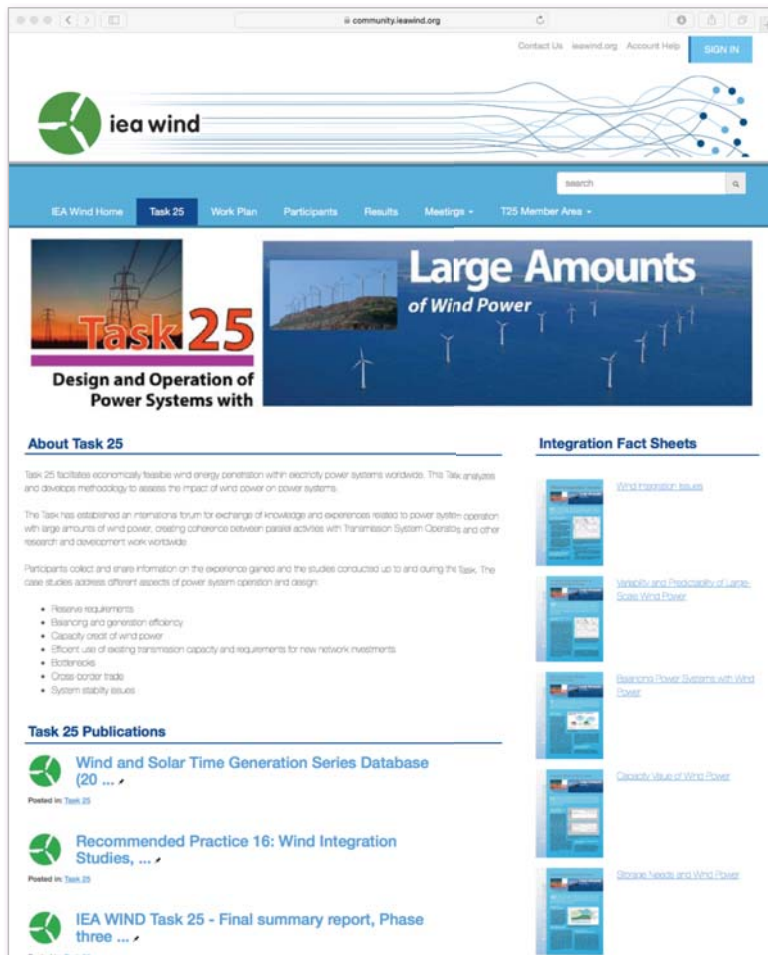 community.ieawind.org
Contact Us ieawind.org Account Help SIGN IN
iea wind
search
IEA Wind Home Task 25 Work Plan Participants Results Meetings T25 Member Area
Task 25
Design and Operation of
Power Systems with
Large Amounts
of Wind Power
About Task 25
Task 25 facilitates economically feasible wind energy penetration within electricity power systems worldwide. This Task analyzes
and develops methodology to assess the impact of wind power on power systems.
The Task has established an international forum for exchange of knowledge and experiences related to power system operation
with large amounts of wind power, creating coherence between parallel activities with Transmission System Operators and other
research and development work worldwide.
Participants collect and share information on the experience gained and the studies conducted up to and during the Task. The
case studies address different aspects of power system operation and design:
• Reserve requirements
• Balancing and generation efficiency
• Capacity credit of wind power
• Efficient use of existing transmission capacity and requirements for new network investments
• Bottlenecks
• Cross-border trade
• System stability issues
Task 25 Publications
Wind and Solar Time Generation Series Database
(20 ...
Posted in: Task 25
Recommended Practice 16: Wind Integration
Studies, ...
Posted in: Task 25
IEA WIND Task 25 - Final summary report, Phase
three ...
Integration Fact Sheets
Wind Integration Issues
Variability and Predictability of Large-
Scale Wind Power
Balancing Power Systems with Wind
Power
Capacity Value of Wind Power
Storage Needs and Wind Power